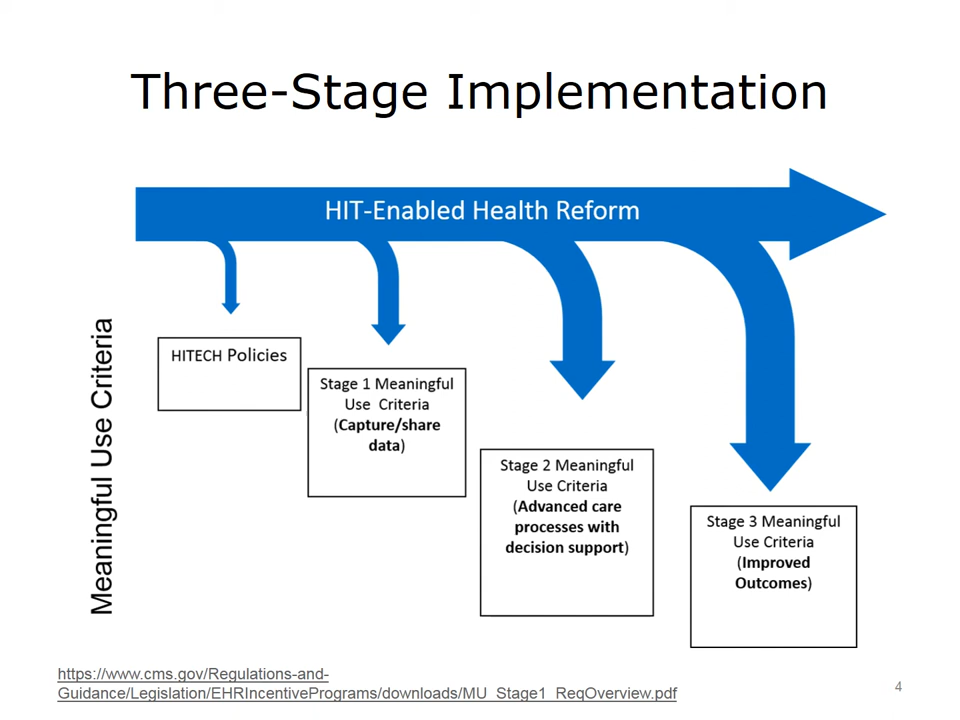 Three-Stage Implementation
HIT-Enabled Health Reform
Meaningful Use Criteria
HITECH Policies
Stage 1 Meaningful
Use Criteria
(Capture/share
data)
Stage 2 Meaningful
Use Criteria
(Advanced care
processes with
decision support)
Stage 3 Meaningful
Use Criteria
(Improved
Outcomes)
https://www.cms.gov/Regulations-and-
Guidance/Legislation/EHRIncentivePrograms/downloads/MU_Stage1_ReqOverview.pdf
4